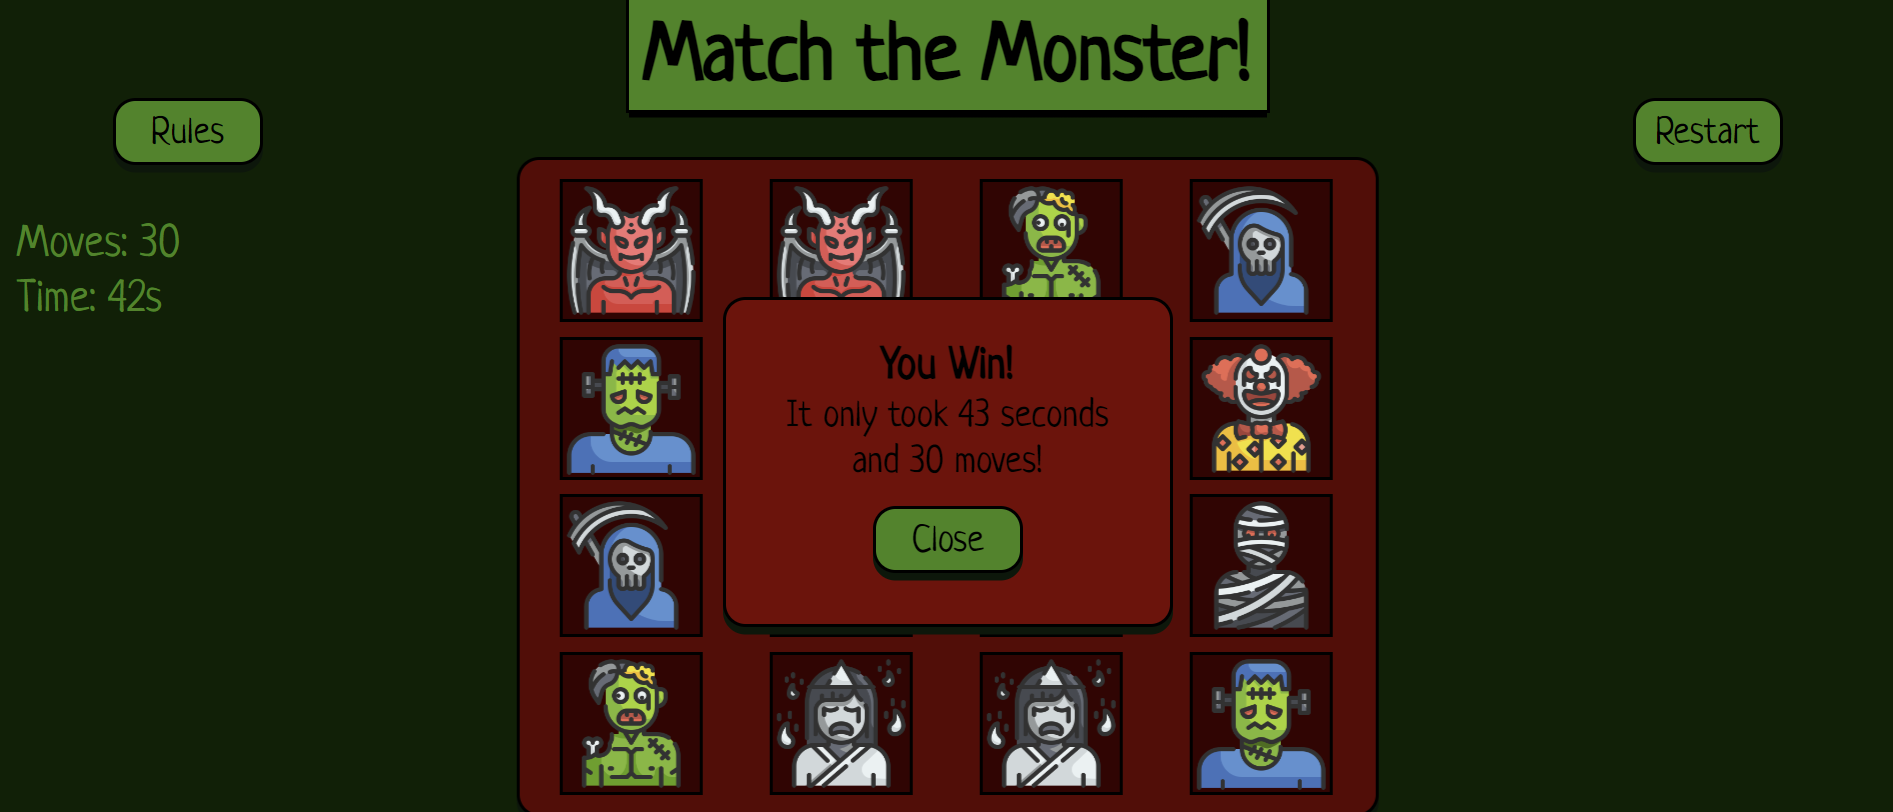 Match the Monster!
Rules
Restart
Moves: 30
Time: 42s
You Win!
It only took 43 seconds
and 30 moves!
Close